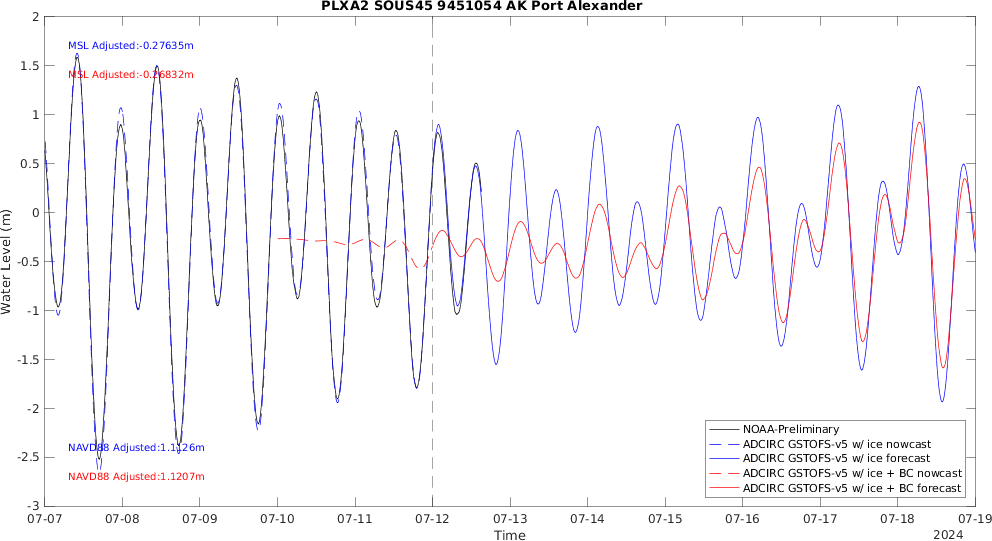 PLXA2 SOUS45 9451054 AK Port Alexander
2
1.5
1
0.5
0
-0.5
-1
-1.5
-2
-2.5
-3
Water Level (m)
MSL Adjusted:-0.27635m
MSL Adjusted:-0.26832m
NAVD88 Adjusted:1.1126m
NAVD88 Adjusted:1.1207m
NOAA-Preliminary
ADCIRC GSTOFS-v5 w/ ice nowcast
ADCIRC GSTOFS-v5 w/ ice forecast
ADCIRC GSTOFS-v5 w/ ice + BC nowcast
ADCIRC GSTOFS-v5 w/ ice + BC forecast
07-07 07-08 07-09 07-10 07-11 07-12 07-13 07-14 07-15 07-16 07-17 07-18 07-19
Time
2024